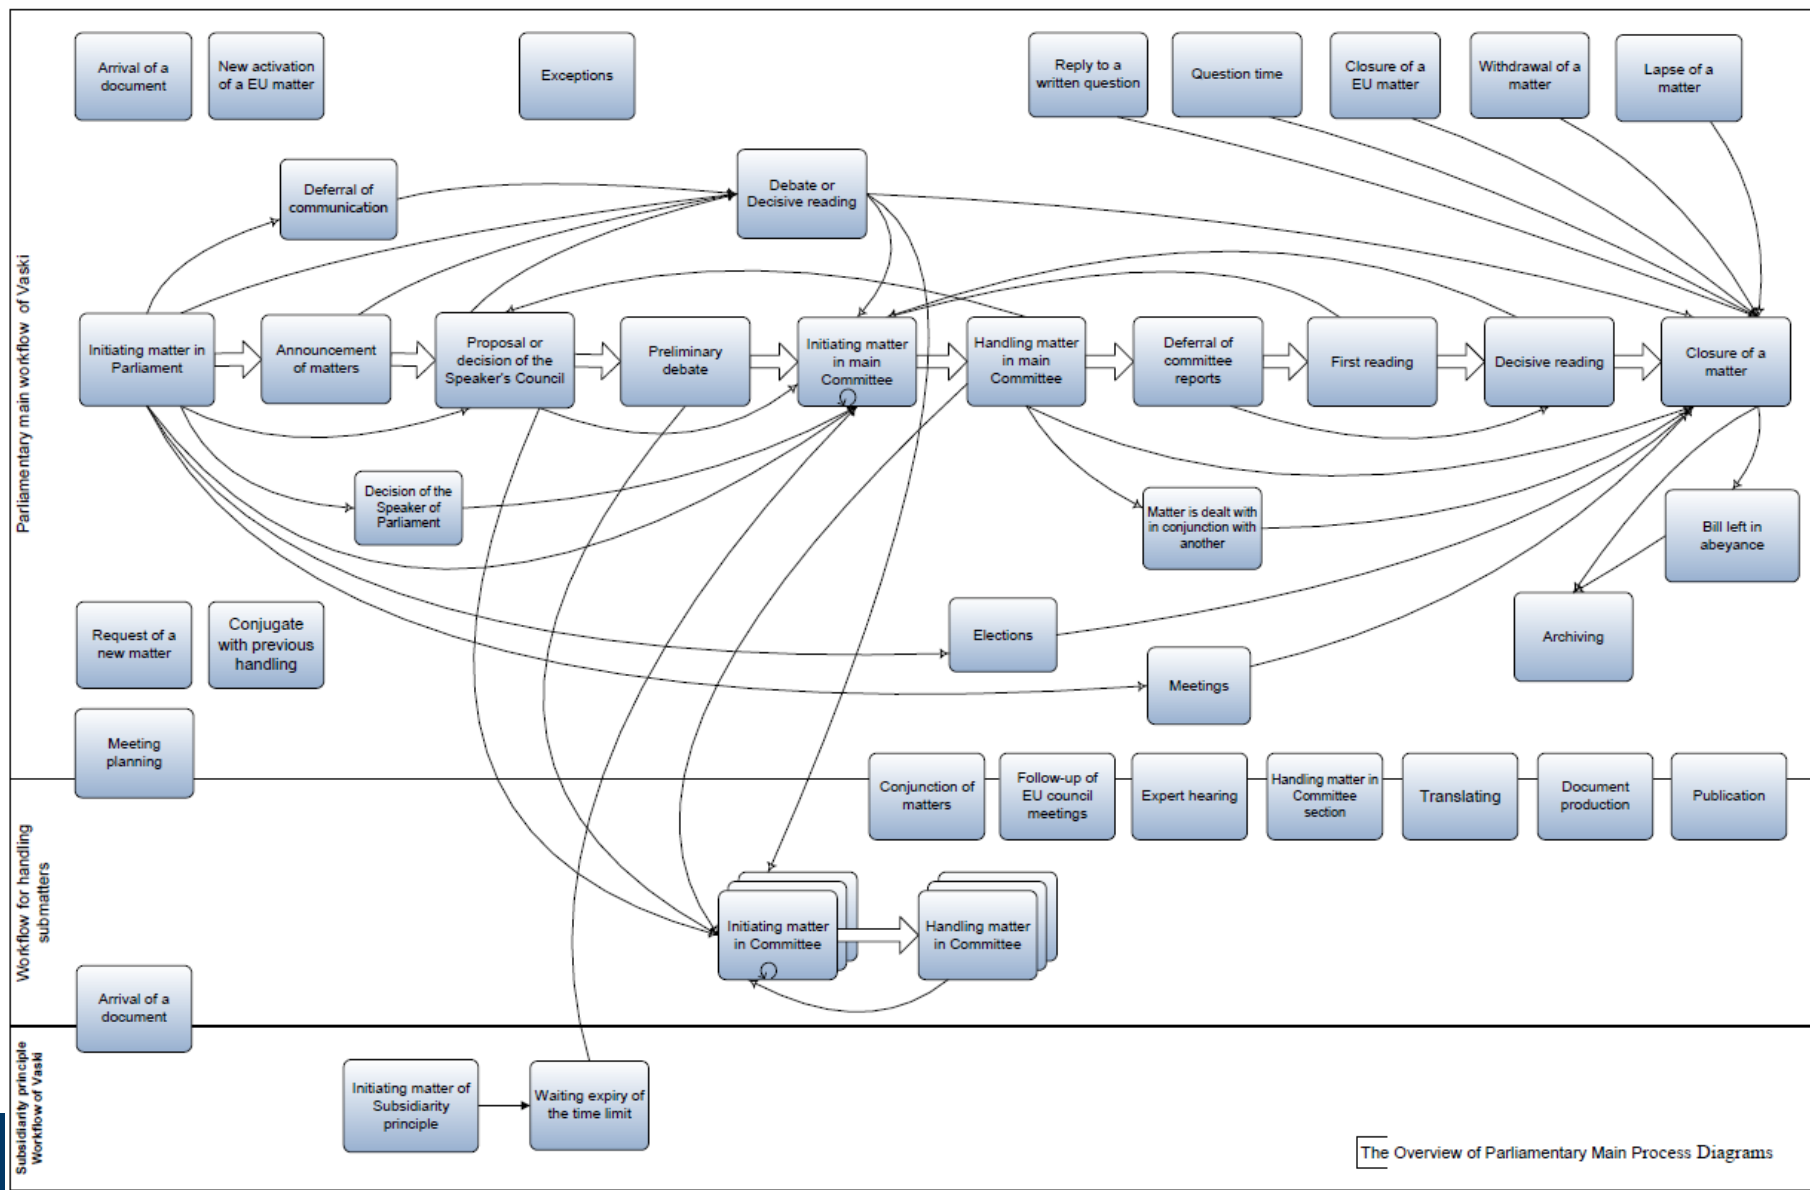 Arrival of a
document
New activation
of a EU matter
Exceptions
Reply to a
written question
Question time
Closure of a
EU matter
Withdrawal of a
matter
Lapse of a
matter
Deferral of
communication
Debate or
Decisive reading
Parliamentary main workflow of Vaski
Initiating matter in
Parliament
Announcement
of matters
Proposal or
decision of the
Speaker's Council
Preliminary
debate
Initiating matter
in main
Committee
Handling matter
in main
Committee
Deferral of
committee
reports
First reading
Decisive reading
Closure of a
matter
Decision of the
Speaker of
Parliament
Matter is dealt with
in conjunction with
another
Bill left in
abeyance
Request of a
new matter
Conjugate
with previous
handling
Elections
Archiving
Meetings
Meeting
planning
Conjunction of
matters
Follow-up of
EU council
meetings
Expert hearing
Handling matter in
Committee
section
Translating
Document
production
Publication
Workflow for handling
submatters
Initiating matter
in Committee
Handling matter
in Committee
Arrival of a
document
Subsidiarity principle
Workflow of Vaski
Initiating matter of
Subsidiarity
principle
Waiting expiry of
the time limit
The Overview of Parliamentary Main Process Diagrams